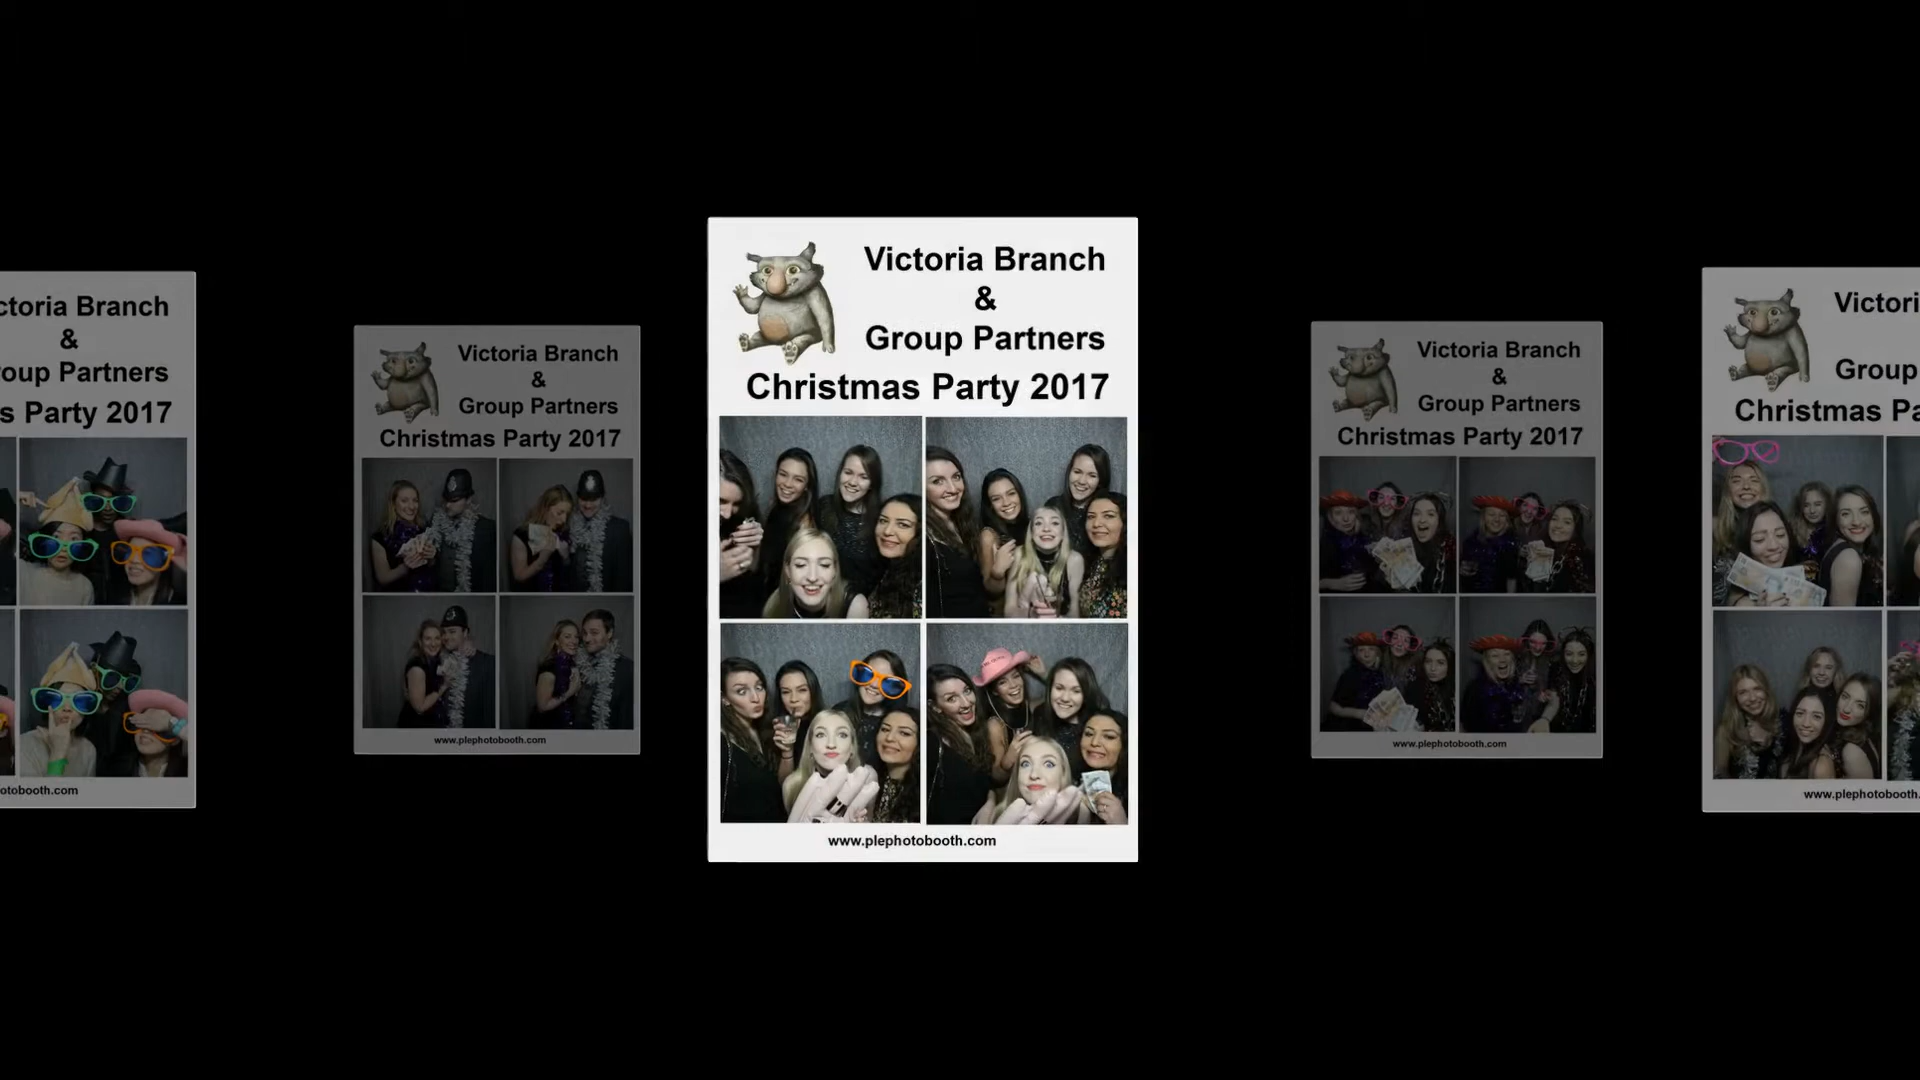 ctoria Branch
&
oup Partners
s Party 2017
otobooth.com
Victoria Branch
&
Group Partners
Christmas Party 2017
www.plephotobooth.com
Victoria Branch
&
Group Partners
Christmas Party 2017
www.plephotobooth.com
Victoria Branch
&
Group Partners
Christmas Party 2017
www.plephotobooth.com
Victori
Group
Christmas Pa
www.plephotobooth.